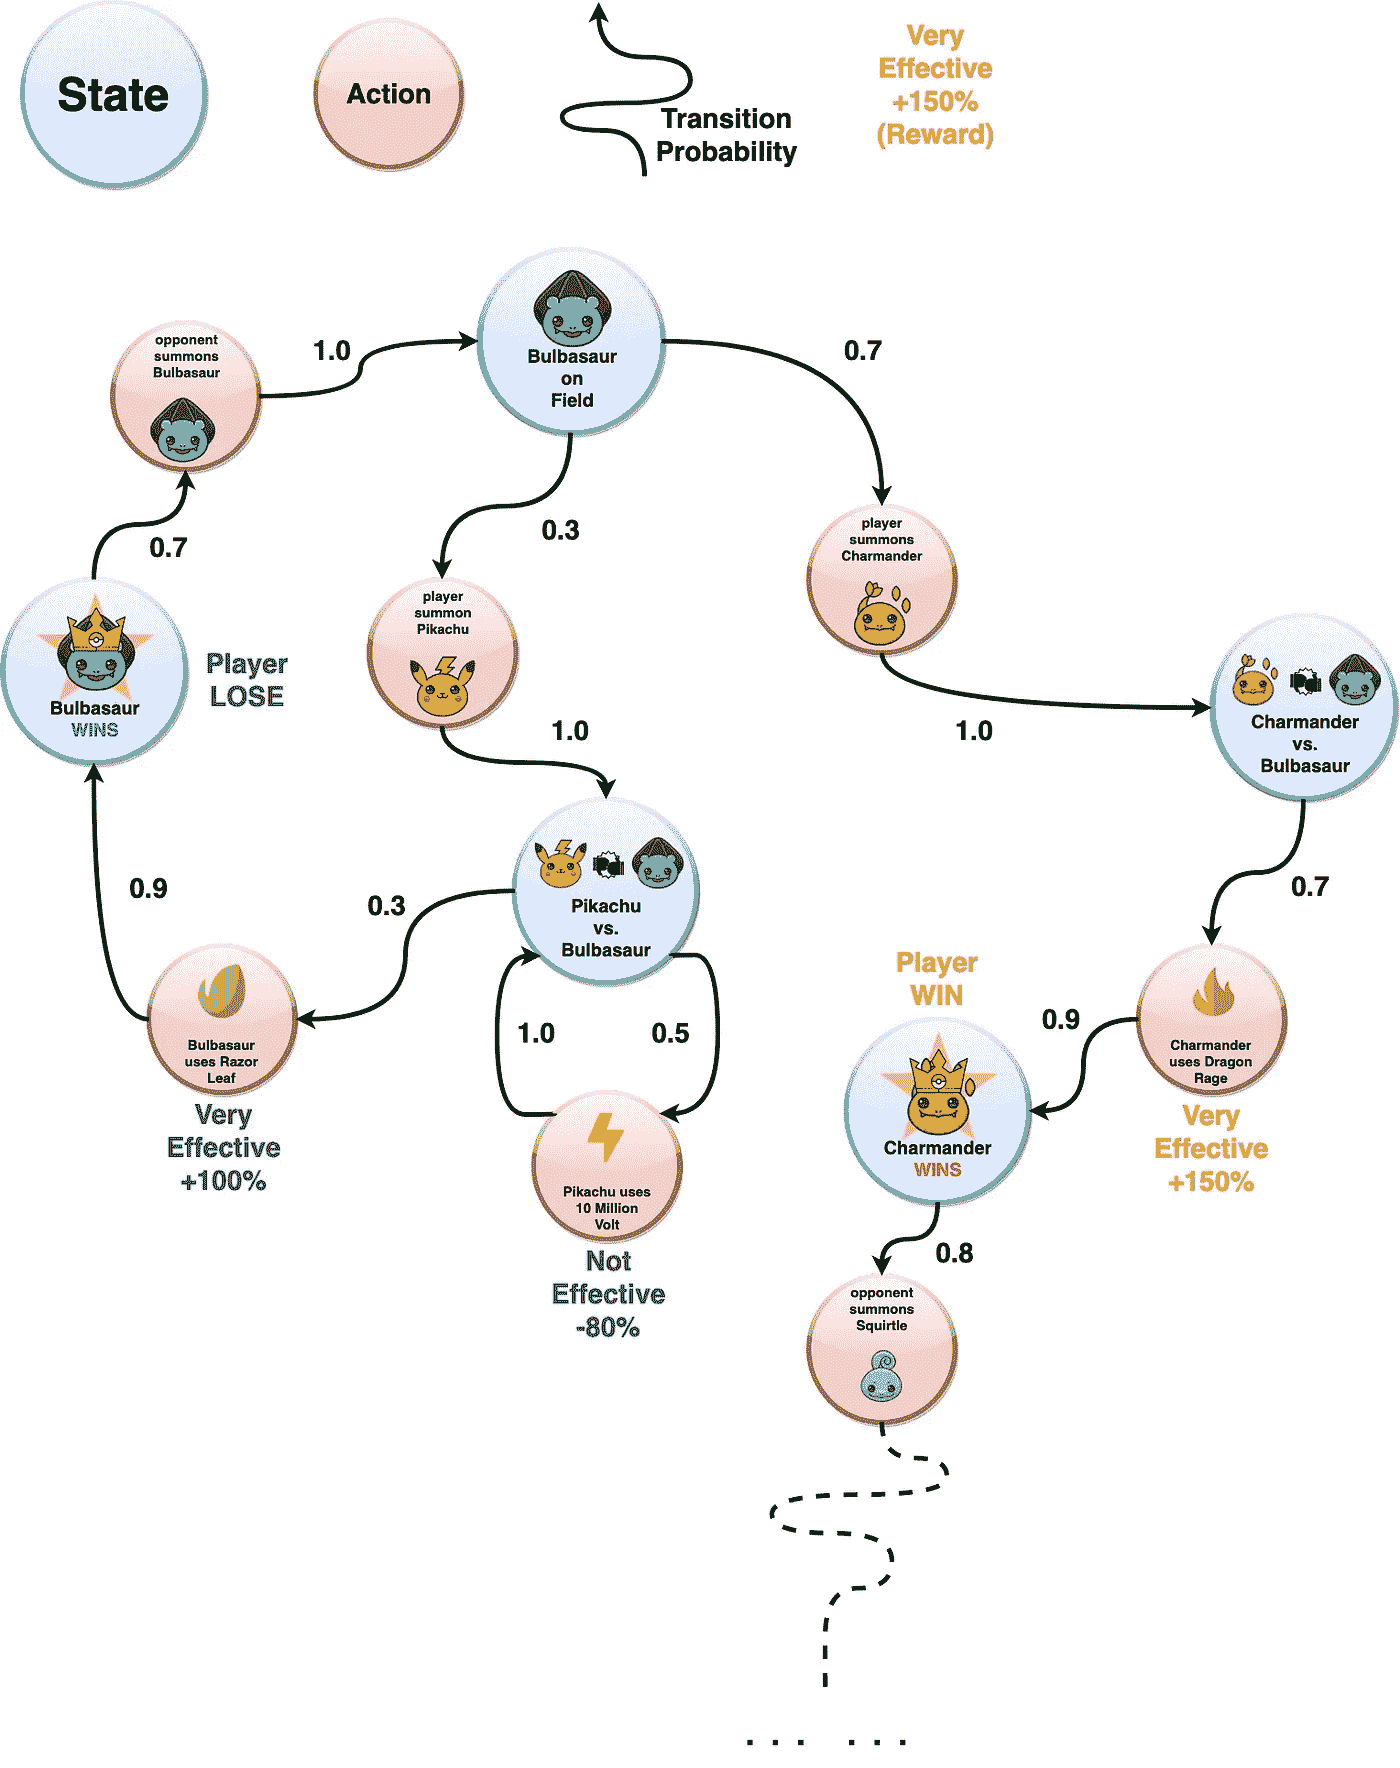 State
Action
Transition
Probability
Very
Effective
+150%
(Reward)
opponent
summons
Bulbasaur
1.0
Bulbasaur
on
Field
0.7
0.3
0.7
player
summons
Charmander
player
summon
Pikachu
Bulbasaur
WINS
Player
LOSE
1.0
1.0
Charmander
vs.
Bulbasaur
Pikachu
vs.
Bulbasaur
0.9
0.3
0.7
Bulbasaur
uses Razor
Leaf
Very
Effective
+100%
1.0
0.5
Pikachu uses
10 Million
Volt
Not
Effective
-80%
Player
WIN
0.9
Charmander
uses Dragon
Rage
Very
Effective
+150%
Charmander
WINS
0.8
opponent
summons
Squirtle
... ...